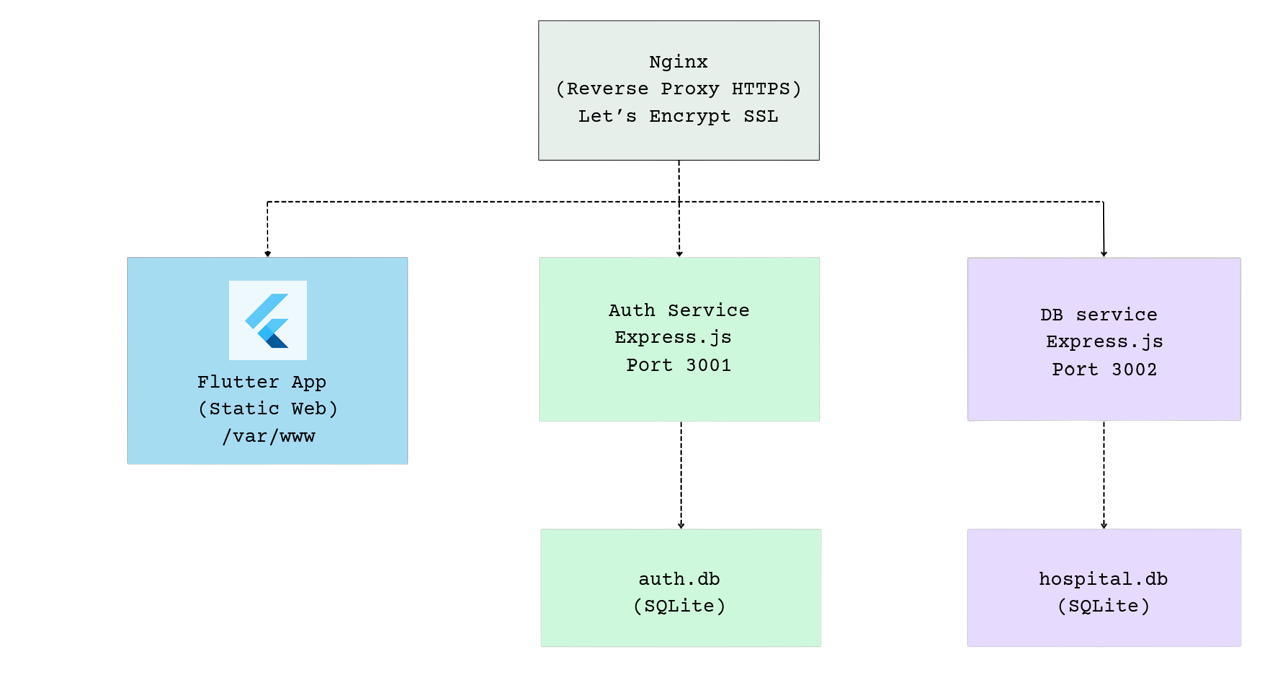 Nginx
(Reverse Proxy HTTPS)
Let’s Encrypt SSL
Flutter App
(Static Web)
/var/www
Auth Service
Express.js
Port 3001
DB service
Express.js
Port 3002
auth.db
(SQLite)
hospital.db
(SQLite)